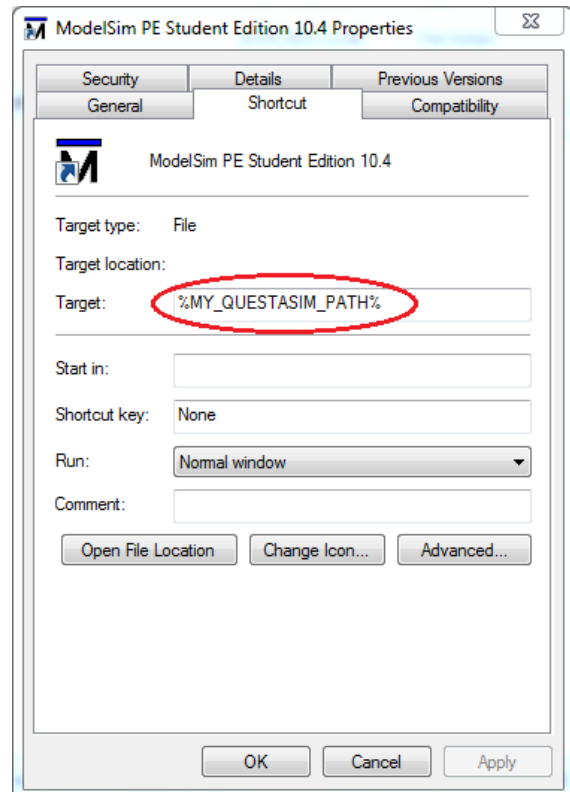 ModelSim PE Student Edition 10.4 Properties
Security Details Previous Versions
General Shortcut Compatibility
ModelSim PE Student Edition 10.4
Target type: File
Target location:
Target: %MY_QUESTASIM_PATH%
Start in:
Shortcut key: None
Run: Normal window
Comment:
Open File Location Change Icon... Advanced...
OK Cancel Apply